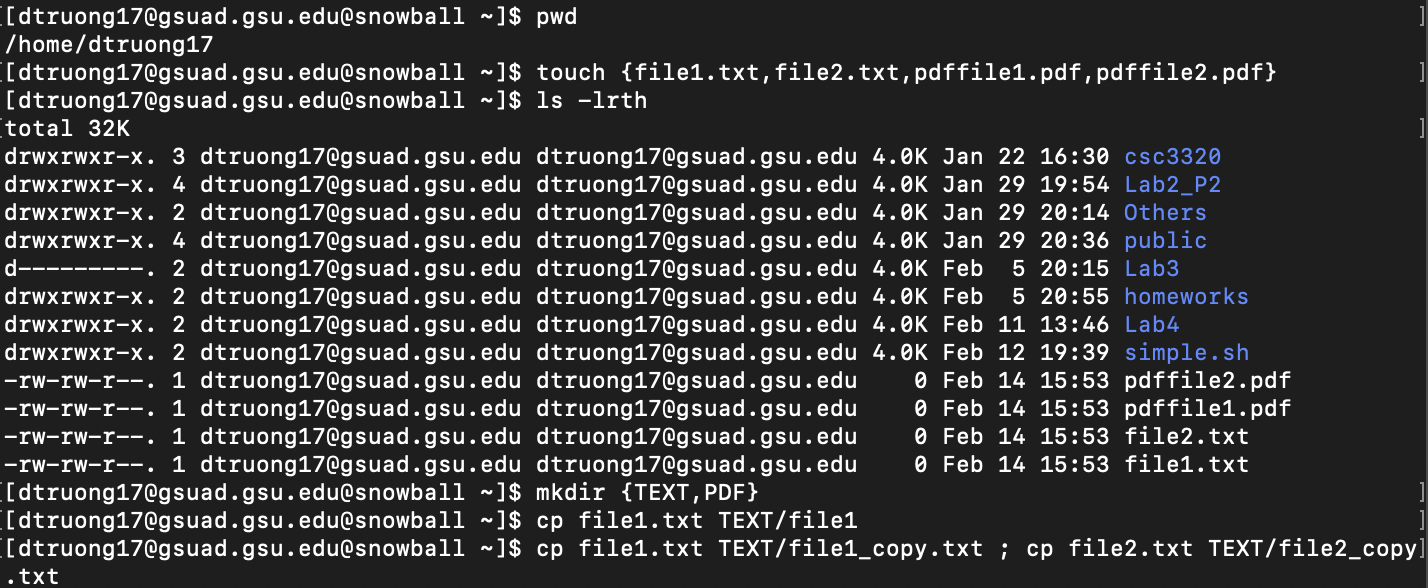 [dtruong17@gsuad.gsu.edu@snowball ~]$ pwd
/home/dtruong17
[dtruong17@gsuad.gsu.edu@snowball ~]$ touch {file1.txt,file2.txt,pdffile1.pdf,pdffile2.pdf}
[dtruong17@gsuad.gsu.edu@snowball ~]$ ls -lrth
total 32K
drwxrwxr-x. 3 dtruong17@gsuad.gsu.edu dtruong17@gsuad.gsu.edu 4.0K Jan 22 16:30 csc3320
drwxrwxr-x. 4 dtruong17@gsuad.gsu.edu dtruong17@gsuad.gsu.edu 4.0K Jan 29 19:54 Lab2_P2
drwxrwxr-x. 2 dtruong17@gsuad.gsu.edu dtruong17@gsuad.gsu.edu 4.0K Jan 29 20:14 Others
drwxrwxr-x. 4 dtruong17@gsuad.gsu.edu dtruong17@gsuad.gsu.edu 4.0K Jan 29 20:36 public
d---------. 2 dtruong17@gsuad.gsu.edu dtruong17@gsuad.gsu.edu 4.0K Feb  5 20:15 Lab3
drwxrwxr-x. 2 dtruong17@gsuad.gsu.edu dtruong17@gsuad.gsu.edu 4.0K Feb  5 20:55 homeworks
drwxrwxr-x. 2 dtruong17@gsuad.gsu.edu dtruong17@gsuad.gsu.edu 4.0K Feb 11 13:46 Lab4
drwxrwxr-x. 2 dtruong17@gsuad.gsu.edu dtruong17@gsuad.gsu.edu 4.0K Feb 12 19:39 simple.sh
-rw-rw-r--. 1 dtruong17@gsuad.gsu.edu dtruong17@gsuad.gsu.edu    0 Feb 14 15:53 pdffile2.pdf
-rw-rw-r--. 1 dtruong17@gsuad.gsu.edu dtruong17@gsuad.gsu.edu    0 Feb 14 15:53 pdffile1.pdf
-rw-rw-r--. 1 dtruong17@gsuad.gsu.edu dtruong17@gsuad.gsu.edu    0 Feb 14 15:53 file2.txt
-rw-rw-r--. 1 dtruong17@gsuad.gsu.edu dtruong17@gsuad.gsu.edu    0 Feb 14 15:53 file1.txt
[dtruong17@gsuad.gsu.edu@snowball ~]$ mkdir {TEXT,PDF}
[dtruong17@gsuad.gsu.edu@snowball ~]$ cp file1.txt TEXT/file1
[dtruong17@gsuad.gsu.edu@snowball ~]$ cp file1.txt TEXT/file1_copy.txt ; cp file2.txt TEXT/file2_copy
.txt